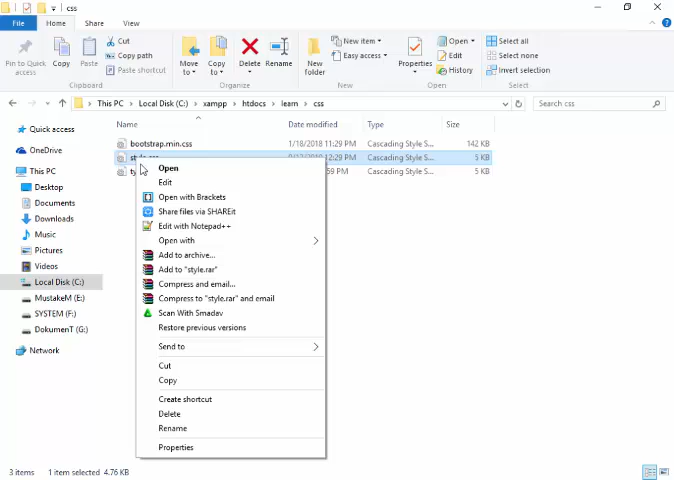 css
File Home Share View
Pin to Quick access
Copy
Paste
Cut
Copy path
Paste shortcut
Clipboard
Move to
Copy to
Delete
Rename
Organize
New folder
New item
Easy access
New
Properties
Open
Edit
History
Open
Select all
Select none
Invert selection
Select
This PC Local Disk (C:) xampp htdocs learn css
Search css
Name Date modified Type Size
bootstrap.min.css 1/18/2018 11:29 PM Cascading Style S... 142 KB
12:29 PM Cascading Style S... 5 KB
PM Cascading Style S... 5 KB
Quick access
OneDrive
This PC
Desktop
Documents
Downloads
Music
Pictures
Videos
Local Disk (C:)
MustakeM (E:)
SYSTEM (F:)
DokumenT (G:)
Network
Open
Edit
Open with Brackets
Share files via SHAREit
Edit with Notepad++
Open with
Add to archive...
Add to "style.rar"
Compress and email...
Compress to "style.rar" and email
Scan With Smadav
Restore previous versions
Send to
Cut
Copy
Create shortcut
Delete
Rename
Properties
3 items 1 item selected 4.76 KB